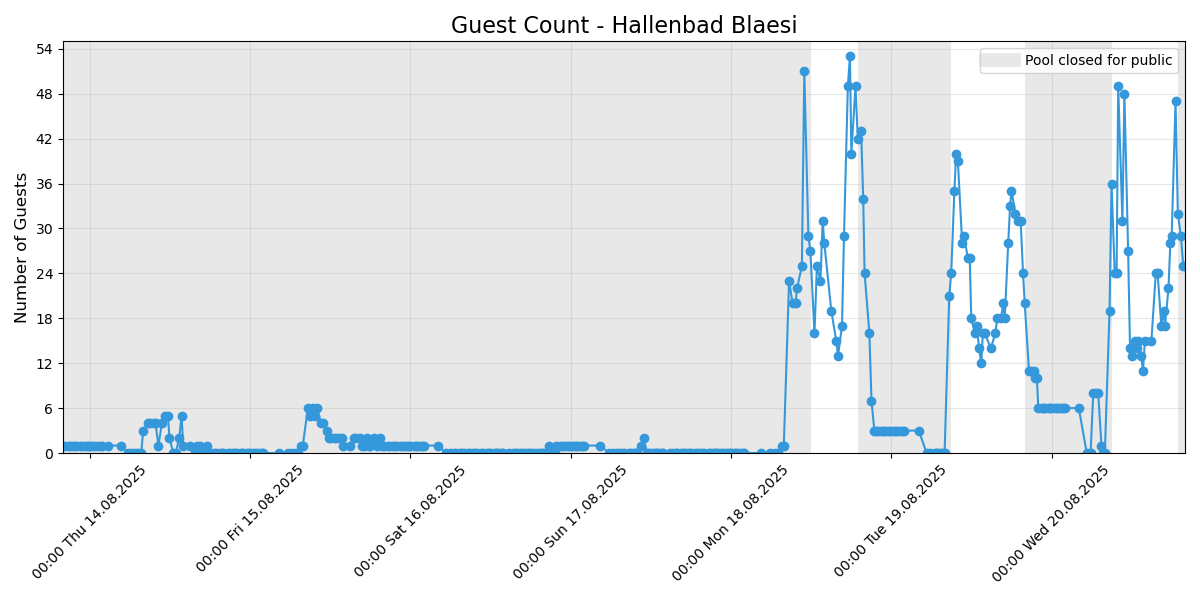 Guest Count - Hallenbad Blaesi
Pool closed for public
Number of Guests
54
48
42
36
30
24
18
12
6
0
00:00 Thu 14.08.2025
00:00 Fri 15.08.2025
00:00 Sat 16.08.2025
00:00 Sun 17.08.2025
00:00 Mon 18.08.2025
00:00 Tue 19.08.2025
00:00 Wed 20.08.2025